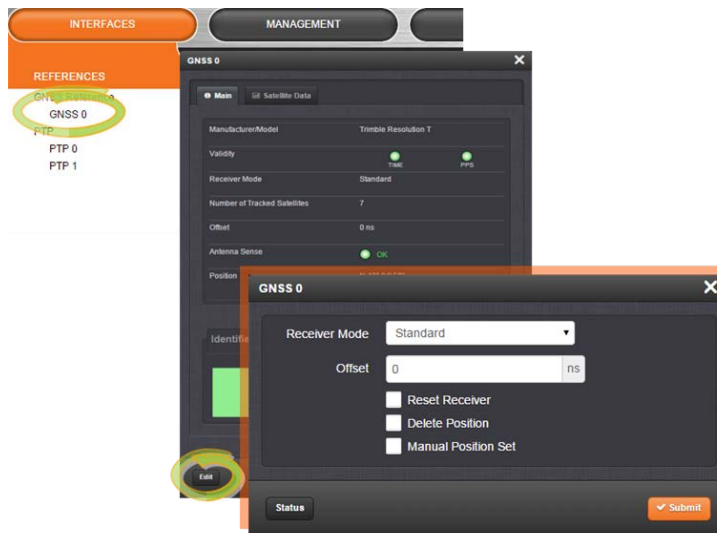 INTERFACES
MANAGEMENT
REFERENCES
GNSS Reference
GNSS 0
PTP
PTP 0
PTP 1
GNSS 0
Main
Satellite Data
Manufacturer/Model Trimble Resolution T
Validity
TIME PPS
Receiver Mode Standard
Number of Tracked Satellites 7
Offset 0 ns
Antenna Sense OK
Position
Edit
GNSS 0
Receiver Mode Standard
Offset 0 ns
Reset Receiver
Delete Position
Manual Position Set
Status
Submit